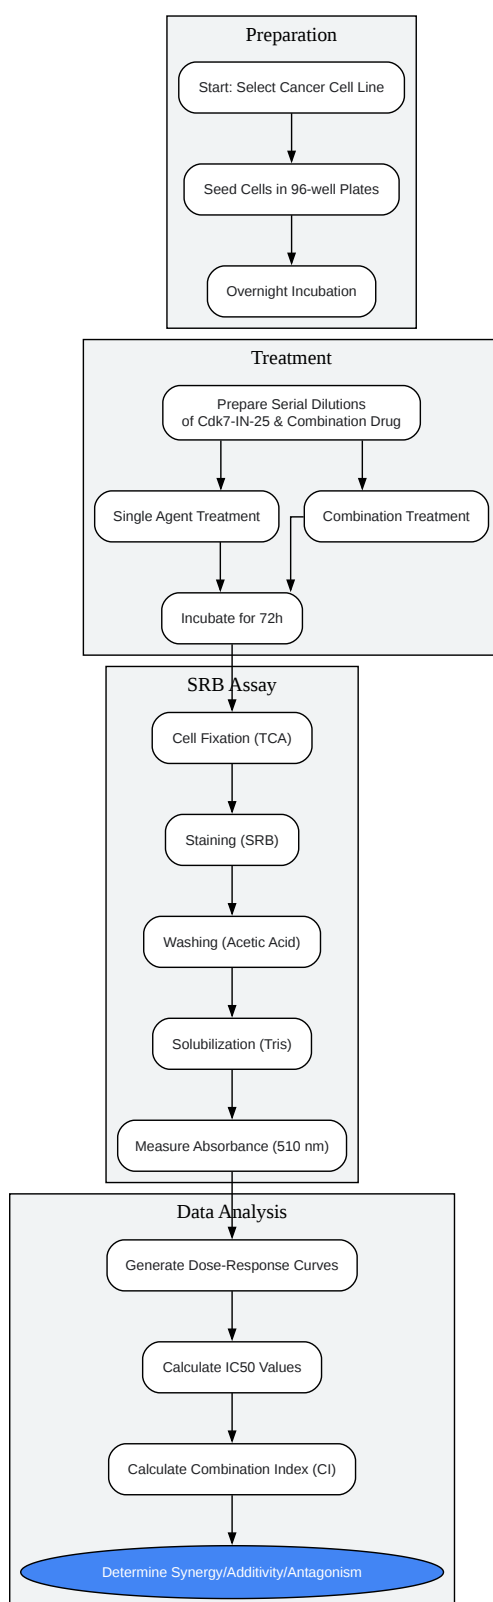 Preparation
Start: Select Cancer Cell Line
Seed Cells in 96-well Plates
Overnight Incubation
Treatment
Prepare Serial Dilutions
of Cdk7-IN-25 & Combination Drug
Single Agent Treatment
Combination Treatment
Incubate for 72h
SRB Assay
Cell Fixation (TCA)
Staining (SRB)
Washing (Acetic Acid)
Solubilization (Tris)
Measure Absorbance (510 nm)
Data Analysis
Generate Dose-Response Curves
Calculate IC50 Values
Calculate Combination Index (CI)
Determine Synergy/Additivity/Antagonism